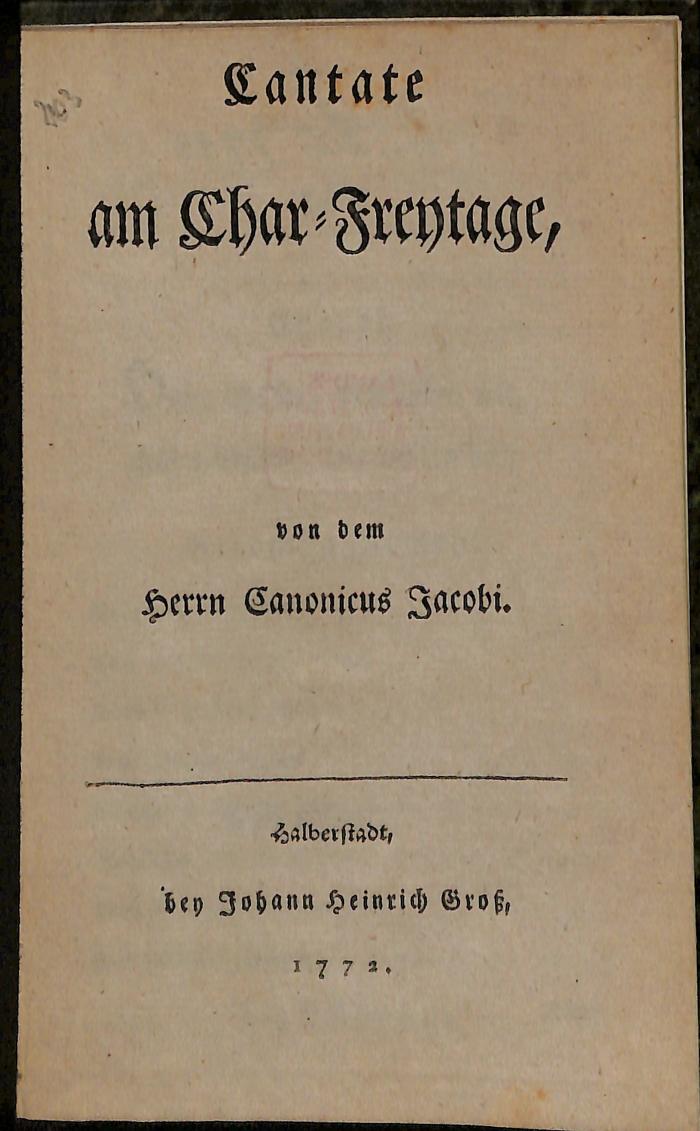 Cantate
am Char-Freytage,
von dem
Herrn Canonicus Jacobi.
Halberstadt,
bey Johann Heinrich Groß,
1772.